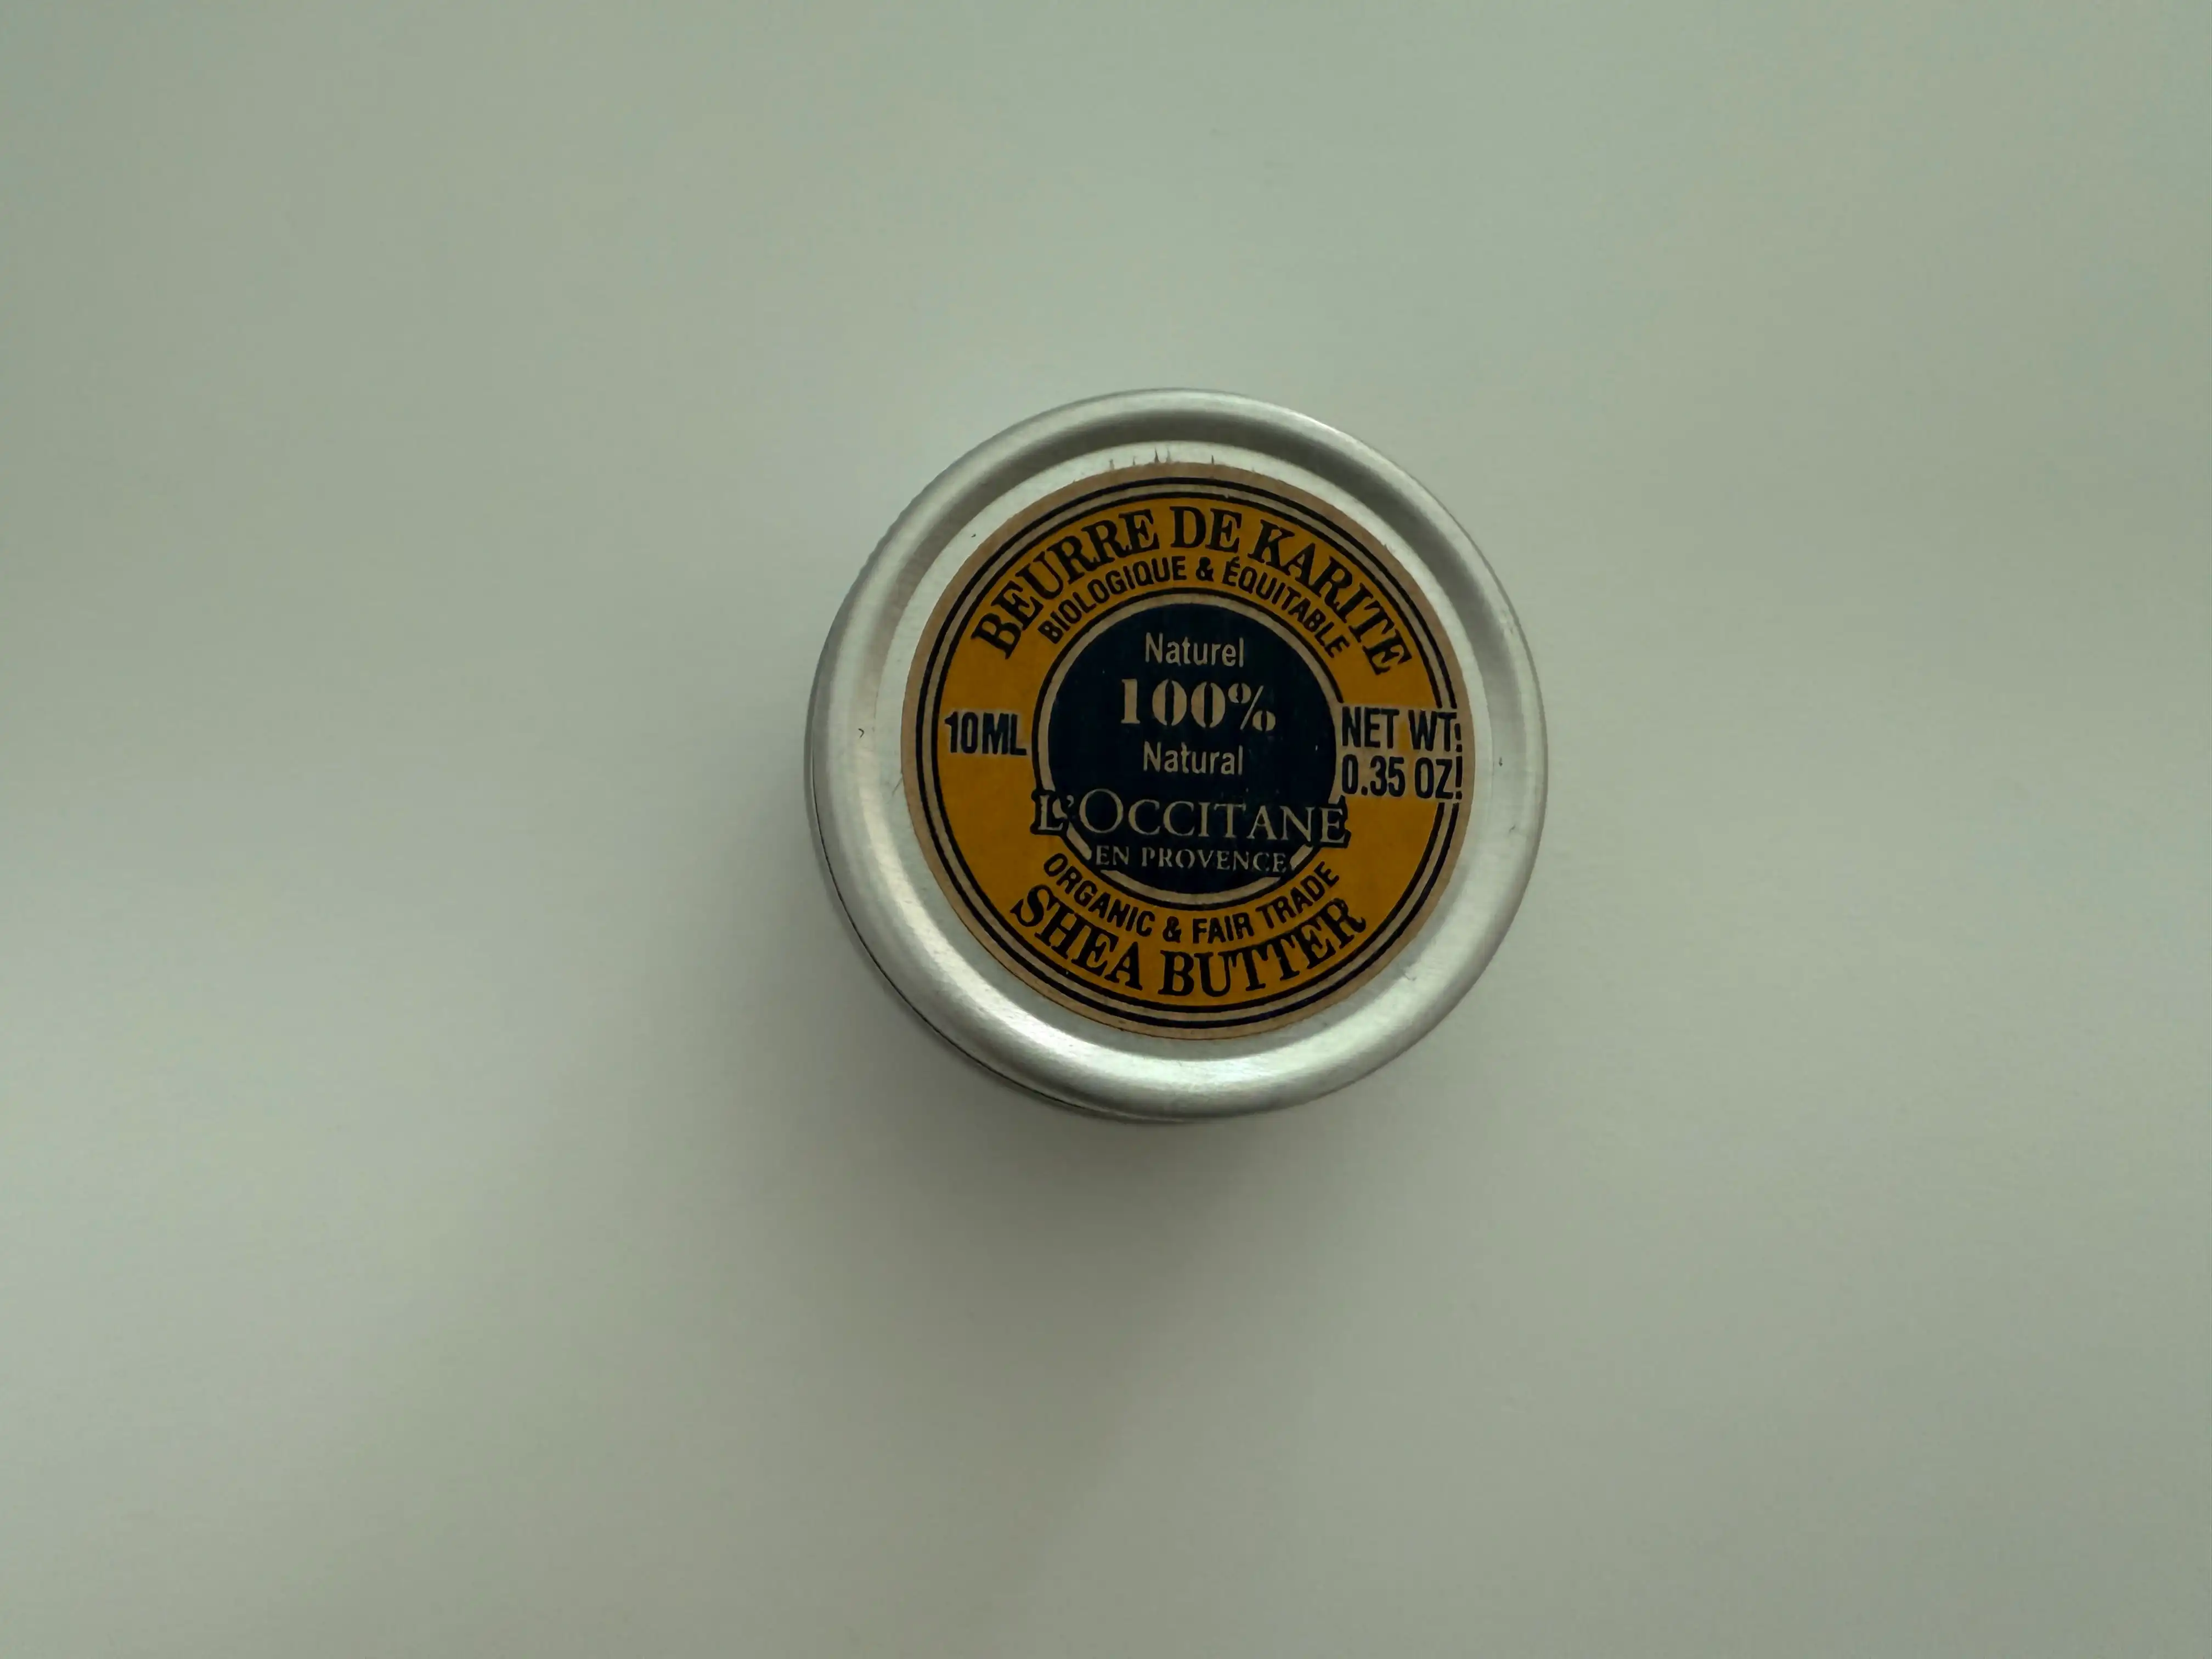 BEURRE DE KARITE
BIOLOGIQUE & ÉQUITABLE
Naturel
100%
Natural
10ML
NET WT.
0.35 OZ.
L'OCCITANE
EN PROVENCE
ORGANIC & FAIR TRADE
SHEA BUTTER